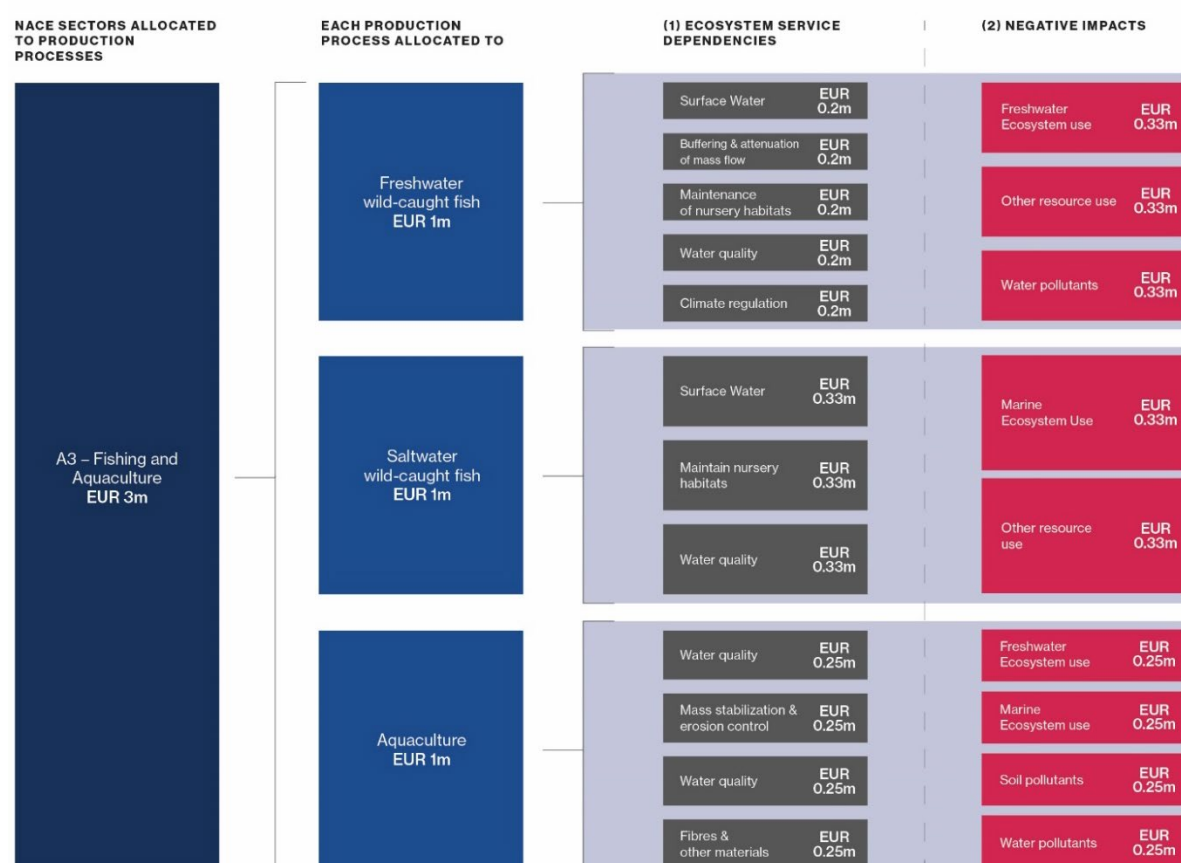 NACE SECTORS ALLOCATED
TO PRODUCTION
PROCESSES
EACH PRODUCTION
PROCESS ALLOCATED TO
(1) ECOSYSTEM SERVICE
DEPENDENCIES
(2) NEGATIVE IMPACTS
A3 – Fishing and
Aquaculture
EUR 3m
Freshwater
wild-caught fish
EUR 1m
Surface Water
EUR
0.2m
Buffering & attenuation
of mass flow
EUR
0.2m
Maintenance
of nursery habitats
EUR
0.2m
Water quality
EUR
0.2m
Climate regulation
EUR
0.2m
Freshwater
Ecosystem use
EUR
0.33m
Other resource use
EUR
0.33m
Water pollutants
EUR
0.33m
Saltwater
wild-caught fish
EUR 1m
Surface Water
EUR
0.33m
Maintain nursery
habitats
EUR
0.33m
Water quality
EUR
0.33m
Marine
Ecosystem Use
EUR
0.33m
Other resource
use
EUR
0.33m
Aquaculture
EUR 1m
Water quality
EUR
0.25m
Mass stabilization &
erosion control
EUR
0.25m
Water quality
EUR
0.25m
Fibres &
other materials
EUR
0.25m
Freshwater
Ecosystem use
EUR
0.25m
Marine
Ecosystem use
EUR
0.25m
Soil pollutants
EUR
0.25m
Water pollutants
EUR
0.25m